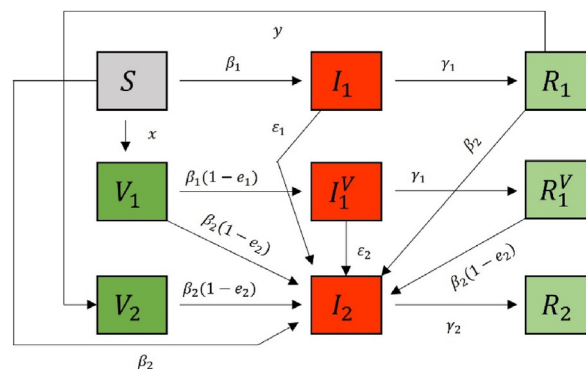 y
S β₁ I₁ γ₁ R₁
x ε₁ β₂
V₁ β₁(1-e₁) I₁ⱽ γ₁ R₁ⱽ
β₂(1-e₂) ε₂ β₂(1-e₂)
V₂ β₂(1-e₂) I₂ γ₂ R₂
β₂